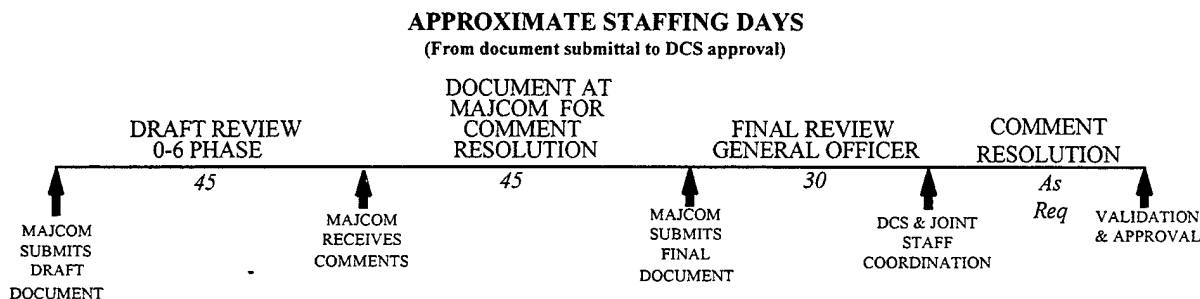 APPROXIMATE STAFFING DAYS
(From document submittal to DCS approval)
DRAFT REVIEW
0-6 PHASE
45
DOCUMENT AT
MAJCOM FOR
COMMENT
RESOLUTION
45
FINAL REVIEW
GENERAL OFFICER
30
COMMENT
RESOLUTION
As
Req
MAJCOM
SUBMITS
DRAFT
DOCUMENT
MAJCOM
RECEIVES
COMMENTS
MAJCOM
SUBMITS
FINAL
DOCUMENT
DCS & JOINT
STAFF
COORDINATION
VALIDATION
& APPROVAL